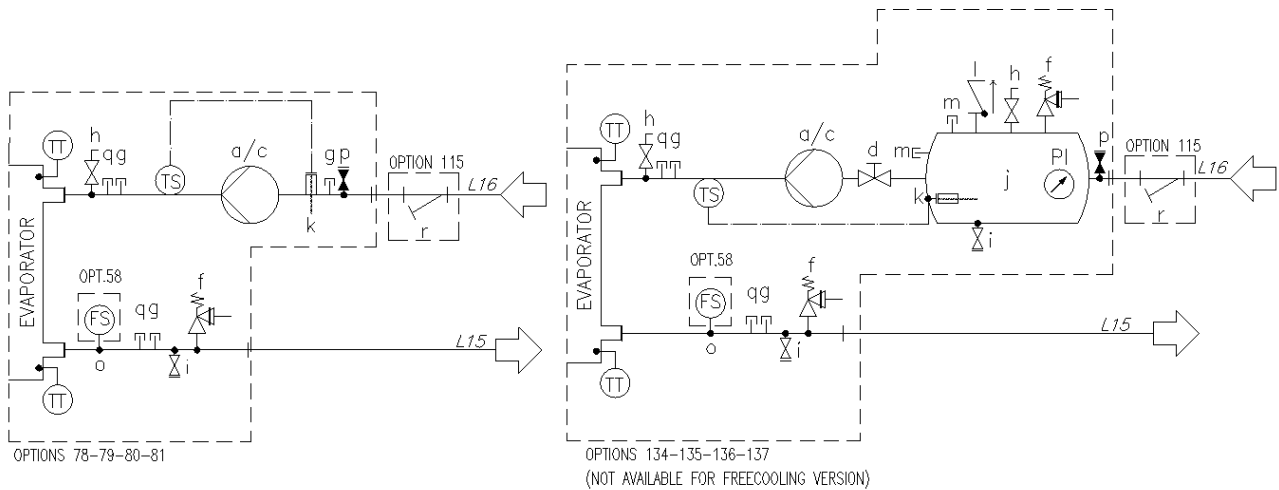 TT
h
qg
TS
a/c
gp
k
OPTION 115
L16
r
EVAPORATOR
OPT.58
FS
o
qg
i
f
L15
TT
OPTIONS 78-79-80-81
TT
h
qg
TS
a/c
d
m
m
l
h
f
k
j
PI
i
p
OPTION 115
L16
r
EVAPORATOR
OPT.58
FS
o
qg
i
f
L15
TT
OPTIONS 134-135-136-137
(NOT AVAILABLE FOR FREECOOLING VERSION)